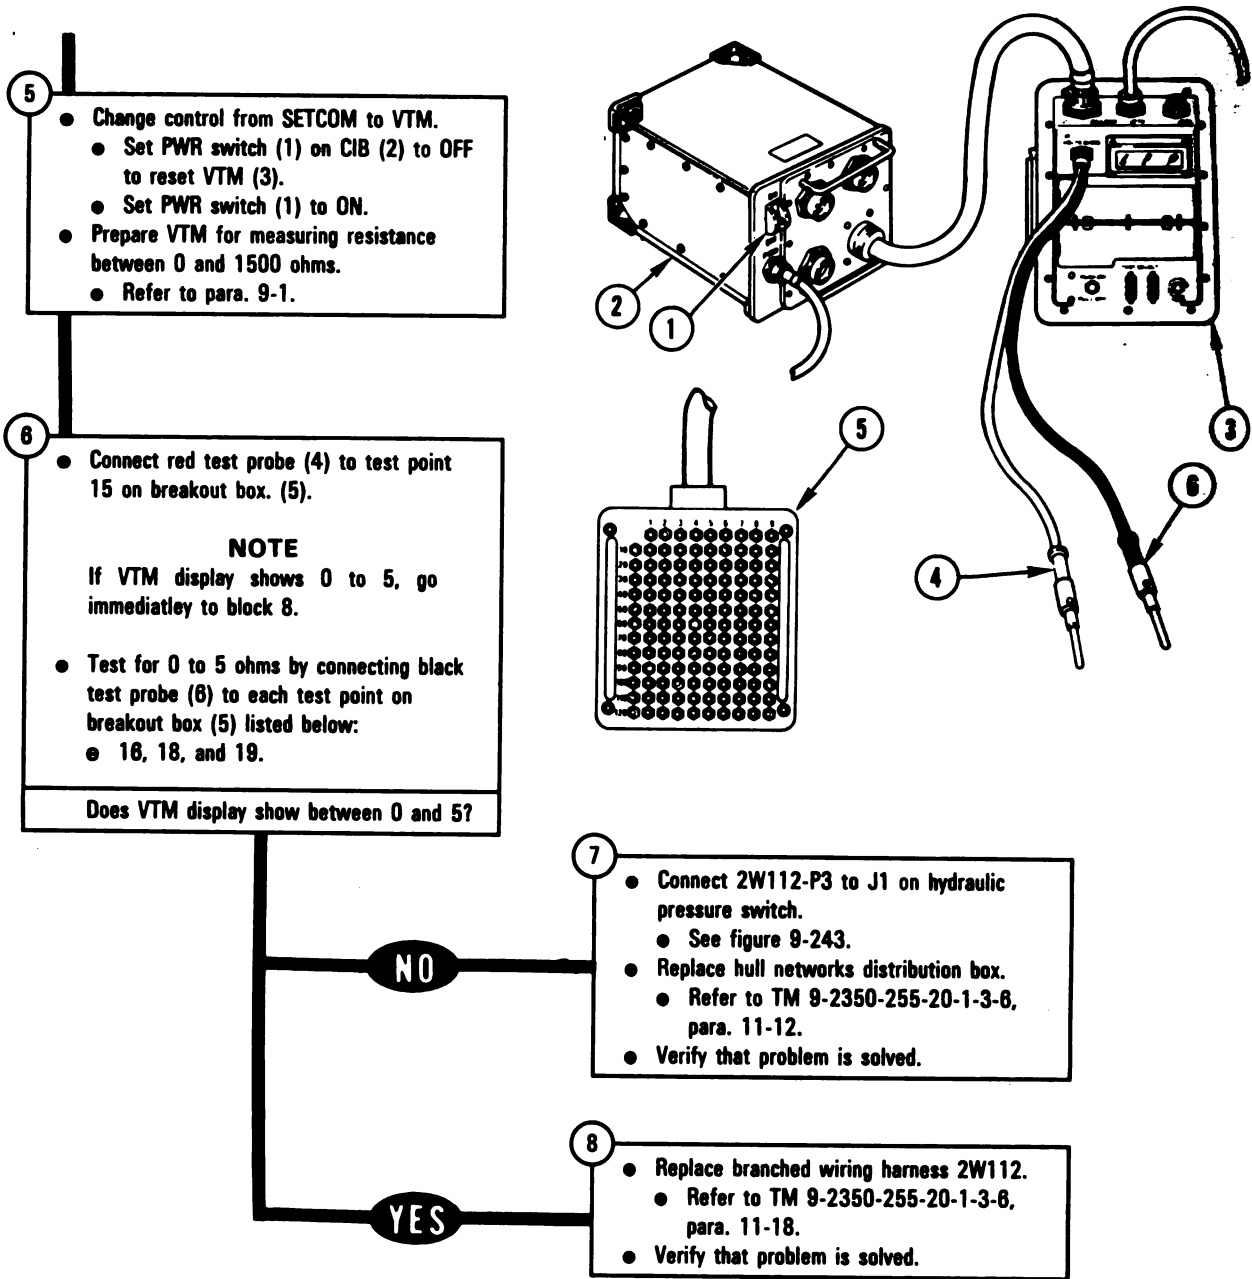 5
● Change control from SETCOM to VTM.
● Set PWR switch (1) on CIB (2) to OFF
to reset VTM (3).
● Set PWR switch (1) to ON.
● Prepare VTM for measuring resistance
between 0 and 1500 ohms.
● Refer to para. 9-1.
2
1
3
6
● Connect red test probe (4) to test point
15 on breakout box. (5).
NOTE
If VTM display shows 0 to 5, go
immediatley to block 8.
● Test for 0 to 5 ohms by connecting black
test probe (6) to each test point on
breakout box (5) listed below:
● 16, 18, and 19.
Does VTM display show between 0 and 5?
5
1 2 3 4 5 6 7 8 9
4
6
NO
7
● Connect 2W112-P3 to J1 on hydraulic
pressure switch.
● See figure 9-243.
● Replace hull networks distribution box.
● Refer to TM 9-2350-255-20-1-3-6,
para. 11-12.
● Verify that problem is solved.
YES
8
● Replace branched wiring harness 2W112.
● Refer to TM 9-2350-255-20-1-3-6,
para. 11-18.
● Verify that problem is solved.